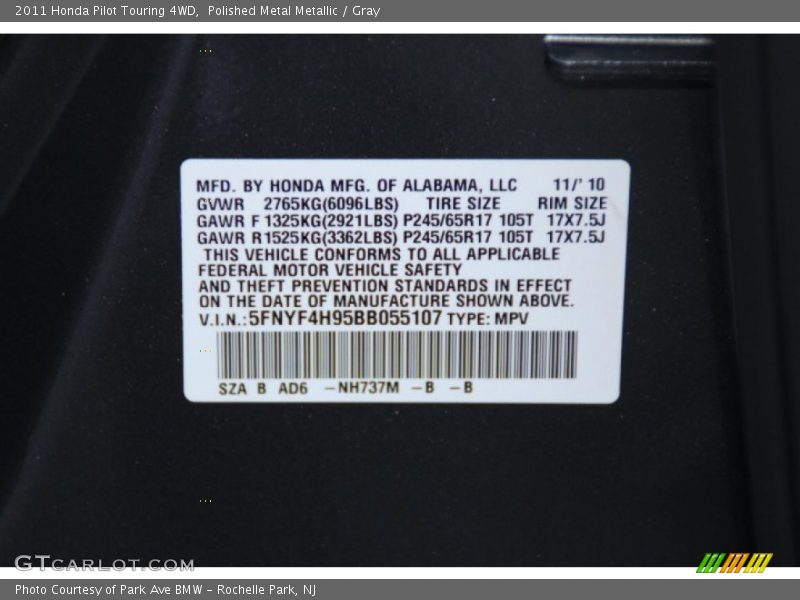 2011 Honda Pilot Touring 4WD,  Polished Metal Metallic / Gray
MFD. BY HONDA MFG. OF ALABAMA, LLC 11/' 10
GVWR 2765KG(6096LBS) TIRE SIZE RIM SIZE
GAWR F 1325KG(2921LBS) P245/65R17 105T 17X7.5J
GAWR R1525KG(3362LBS) P245/65R17 105T 17X7.5J
THIS VEHICLE CONFORMS TO ALL APPLICABLE
FEDERAL MOTOR VEHICLE SAFETY
AND THEFT PREVENTION STANDARDS IN EFFECT
ON THE DATE OF MANUFACTURE SHOWN ABOVE.
V.I.N.: 5FNYF4H95BB055107 TYPE: MPV
SZA B AD6 –NH737M –B –B
GTCARLOT.COM
Photo Courtesy of Park Ave BMW - Rochelle Park, NJ